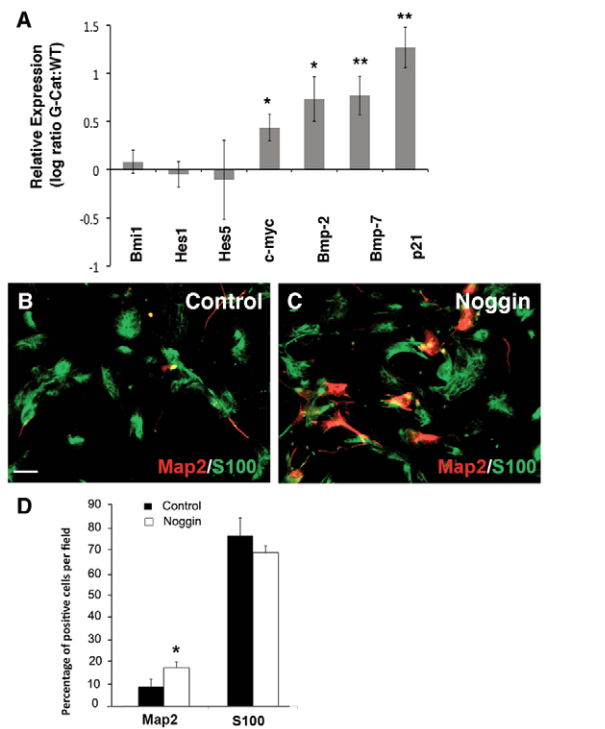 A
Relative Expression
(log ratio G-Cat:WT)
1.5
1
0.5
0
-0.5
-1
*
*
**
**
Bmi1
Hes1
Hes5
c-myc
Bmp-2
Bmp-7
p21
B
Control
Map2/S100
C
Noggin
Map2/S100
D
Percentage of positive cells per field
90
80
70
60
50
40
30
20
10
0
Control
Noggin
*
Map2
S100